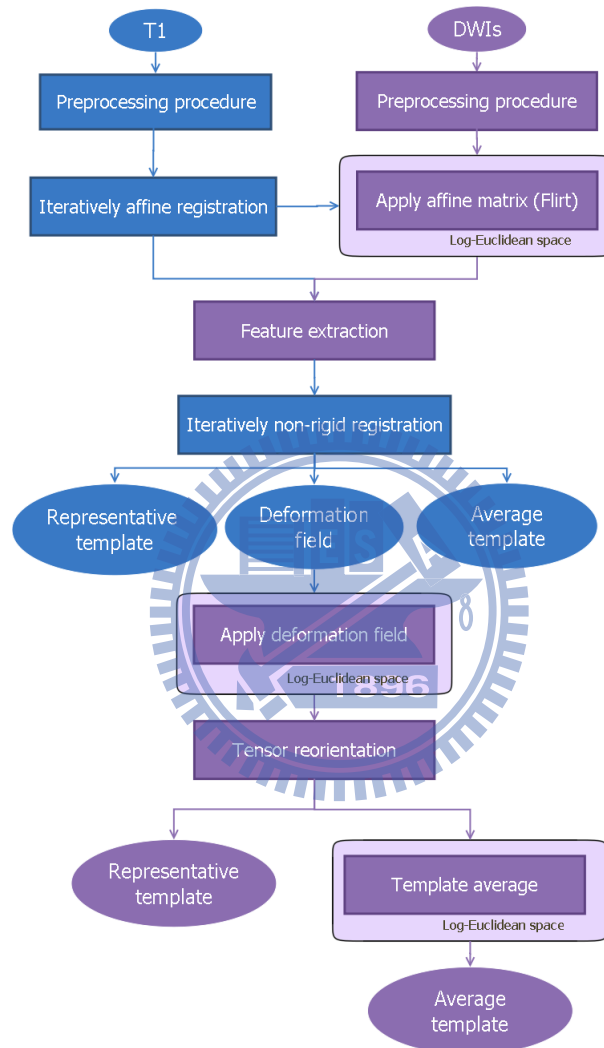 T1
DWIs
Preprocessing procedure
Preprocessing procedure
Iteratively affine registration
Apply affine matrix (Flirt)
Log-Euclidean space
Feature extraction
Iteratively non-rigid registration
Representative
template
Deformation
field
Average
template
ES
Apply deformation field
Log-Euclidean space
1896
Tensor reorientation
Representative
template
Template average
Log-Euclidean space
Average
template